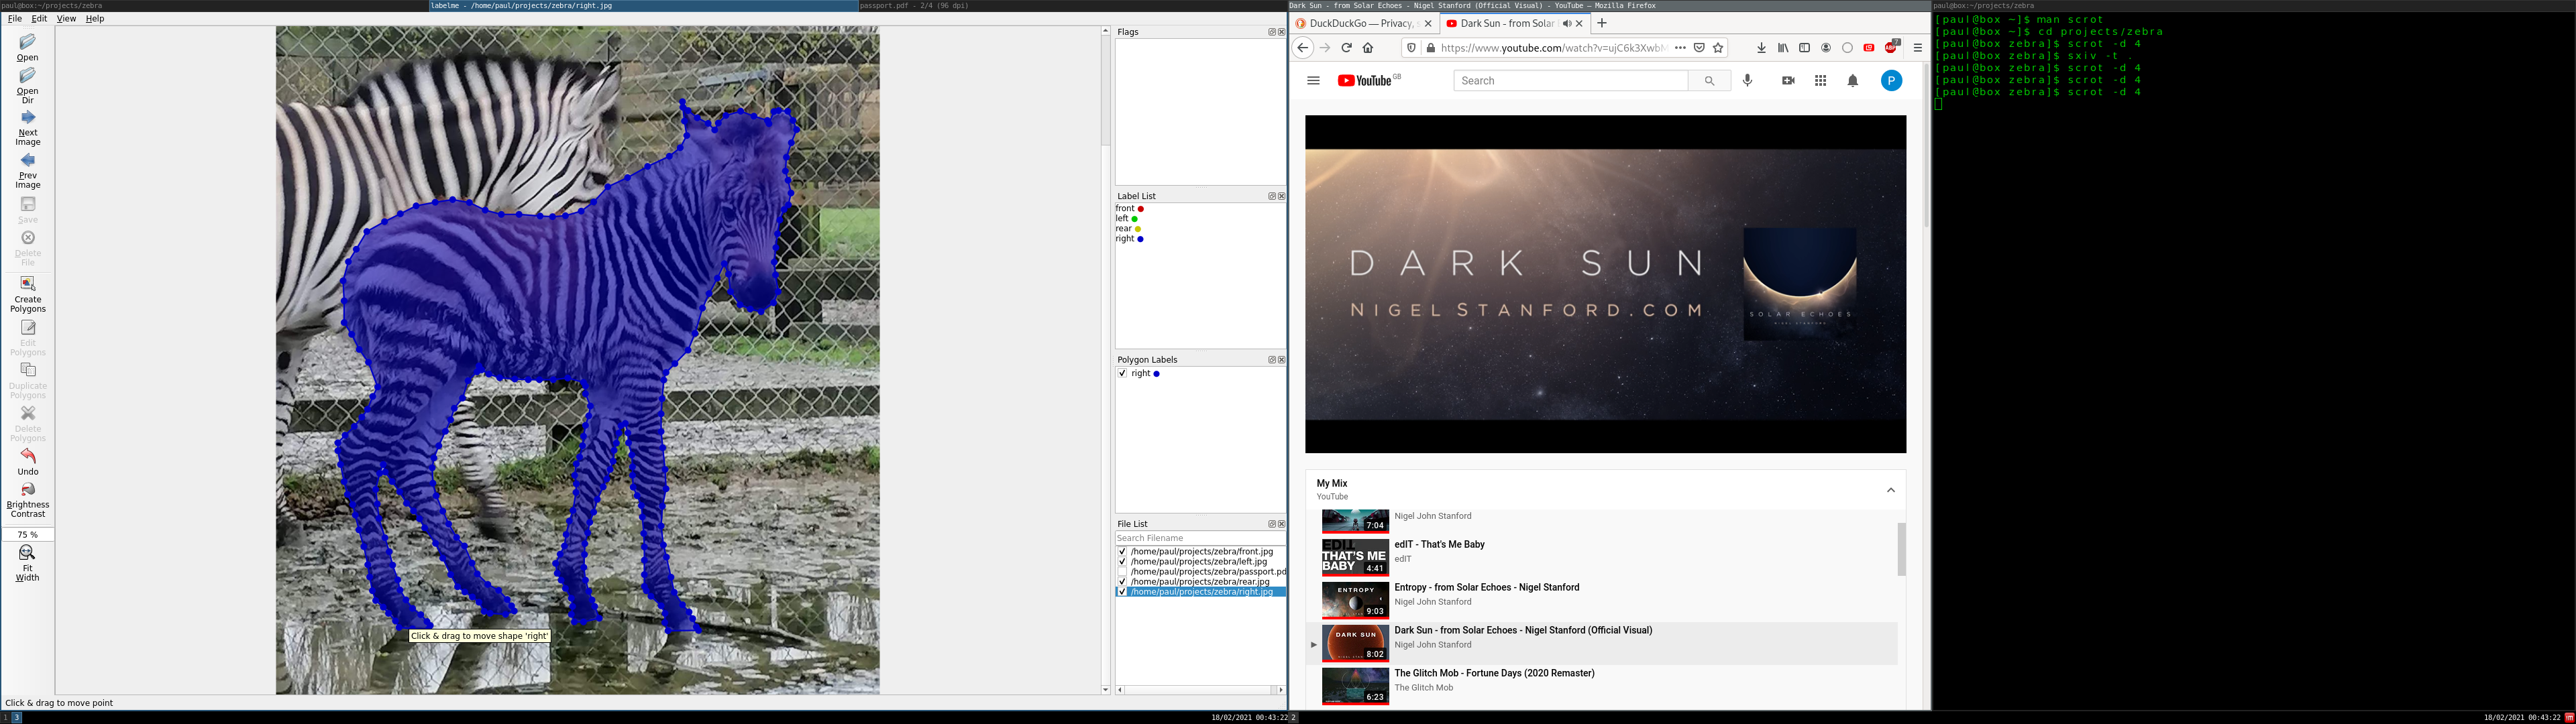 paul@box:~/projects/zebra
labelme - /home/paul/projects/zebra/right.jpg
passport.pdf - 2/4 (96 dpi)
File Edit View Help
Open
Open Dir
Next Image
Prev Image
Save
Delete File
Create Polygons
Edit Polygons
Duplicate Polygons
Delete Polygons
Undo
Brightness Contrast
75 %
Fit Width
Click & drag to move shape 'right'
Click & drag to move point
Flags
Label List
front
left
rear
right
Polygon Labels
right
File List
Search Filename
/home/paul/projects/zebra/front.jpg
/home/paul/projects/zebra/left.jpg
/home/paul/projects/zebra/passport.pd
/home/paul/projects/zebra/rear.jpg
/home/paul/projects/zebra/right.jpg
1 3
18/02/2021 00:43:22
2
Dark Sun - from Solar Echoes - Nigel Stanford (Official Visual) - YouTube — Mozilla Firefox
DuckDuckGo — Privacy, s
Dark Sun - from Solar
https://www.youtube.com/watch?v=ujC6k3XwbM
7
YouTube GB
Search
P
DARK SUN
NIGELSTANFORD.COM
SOLAR ECHOES
My Mix
YouTube
Nigel John Stanford
7:04
EDIT
THAT'S ME BABY
4:41
edIT - That's Me Baby
edIT
ENTROPY
9:03
Entropy - from Solar Echoes - Nigel Stanford
Nigel John Stanford
DARK SUN
8:02
Dark Sun - from Solar Echoes - Nigel Stanford (Official Visual)
Nigel John Stanford
6:23
The Glitch Mob - Fortune Days (2020 Remaster)
The Glitch Mob
paul@box:~/projects/zebra
[paul@box ~]$ man scrot
[paul@box ~]$ cd projects/zebra
[paul@box zebra]$ scrot -d 4
[paul@box zebra]$ sxiv -t .
[paul@box zebra]$ scrot -d 4
[paul@box zebra]$ scrot -d 4
[paul@box zebra]$ scrot -d 4
18/02/2021 00:43:22